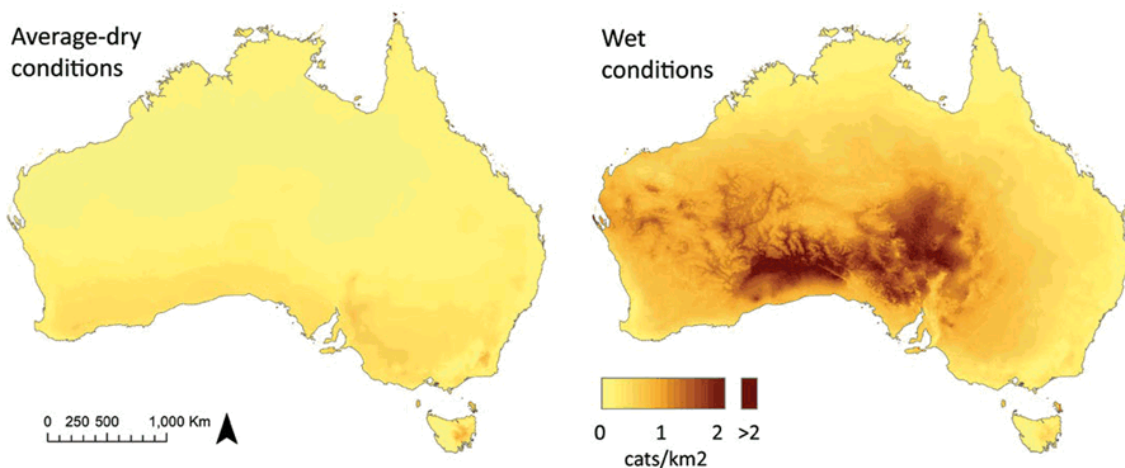 Average-dry
conditions
Wet
conditions
0 250 500 1,000 Km
0 1 2 >2
cats/km2